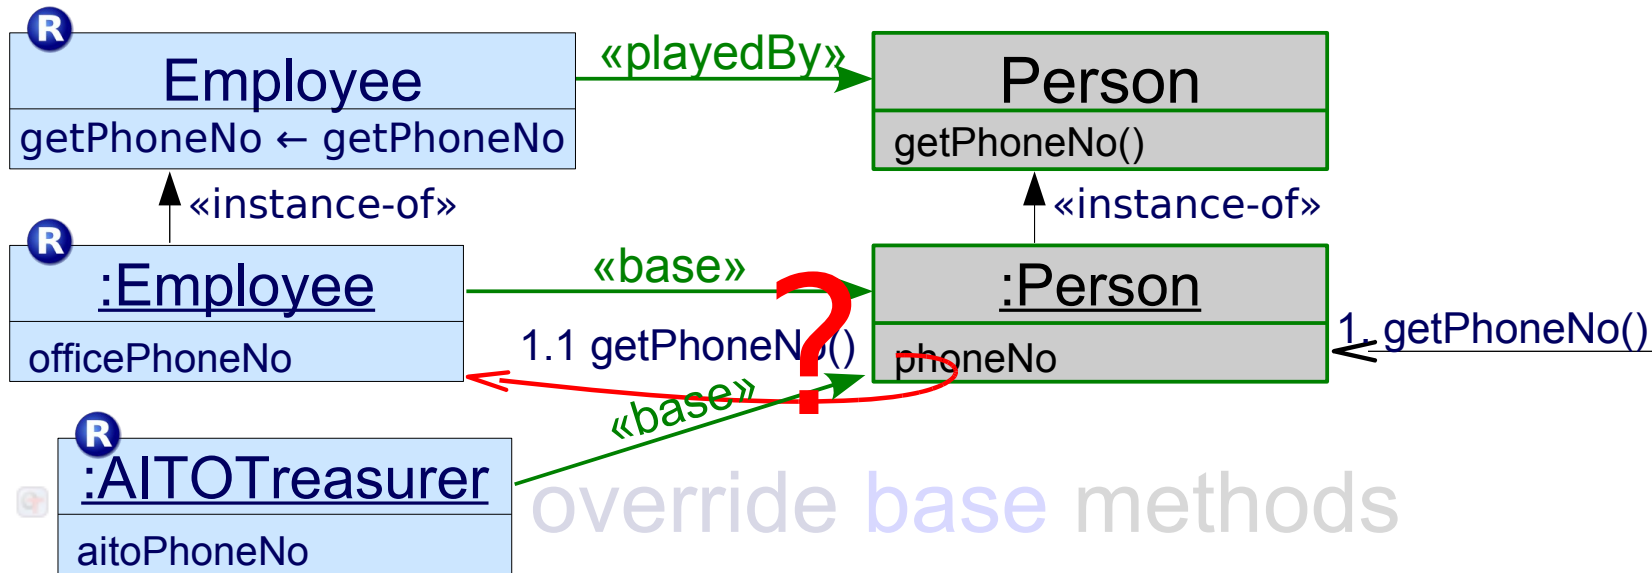 R
Employee
getPhoneNo ← getPhoneNo
«playedBy»
Person
getPhoneNo()
«instance-of»
«instance-of»
R
:Employee
officePhoneNo
«base»
?
1.1 getPhoneNo()
:Person
phoneNo
1. getPhoneNo()
«base»
R
:AITOTreasurer
aitoPhoneNo
override base methods